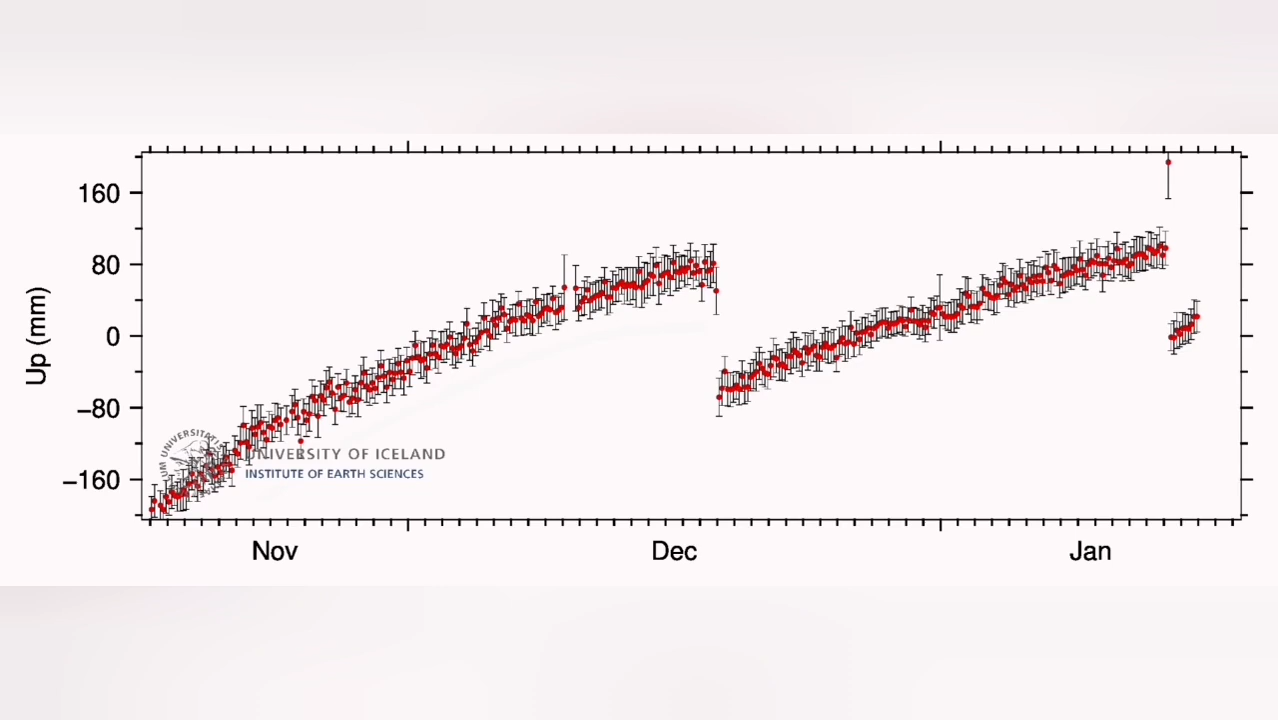 160
80
0
−80
−160
Up (mm)
UNIVERSITY OF ICELAND
INSTITUTE OF EARTH SCIENCES
Nov Dec Jan